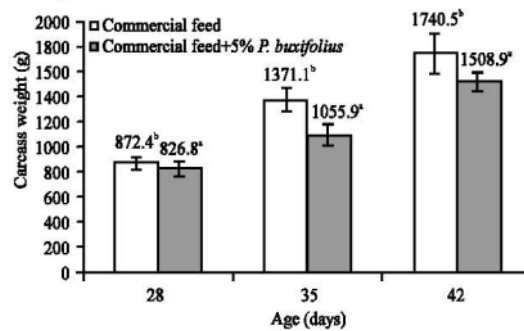 Commercial feed
Commercial feed+5% P. buxifolius
Carcass weight (g)
2000
1800
1600
1400
1200
1000
800
600
400
200
0
872.4b
826.8a
1371.1b
1055.9a
1740.5b
1508.9a
28
35
42
Age (days)